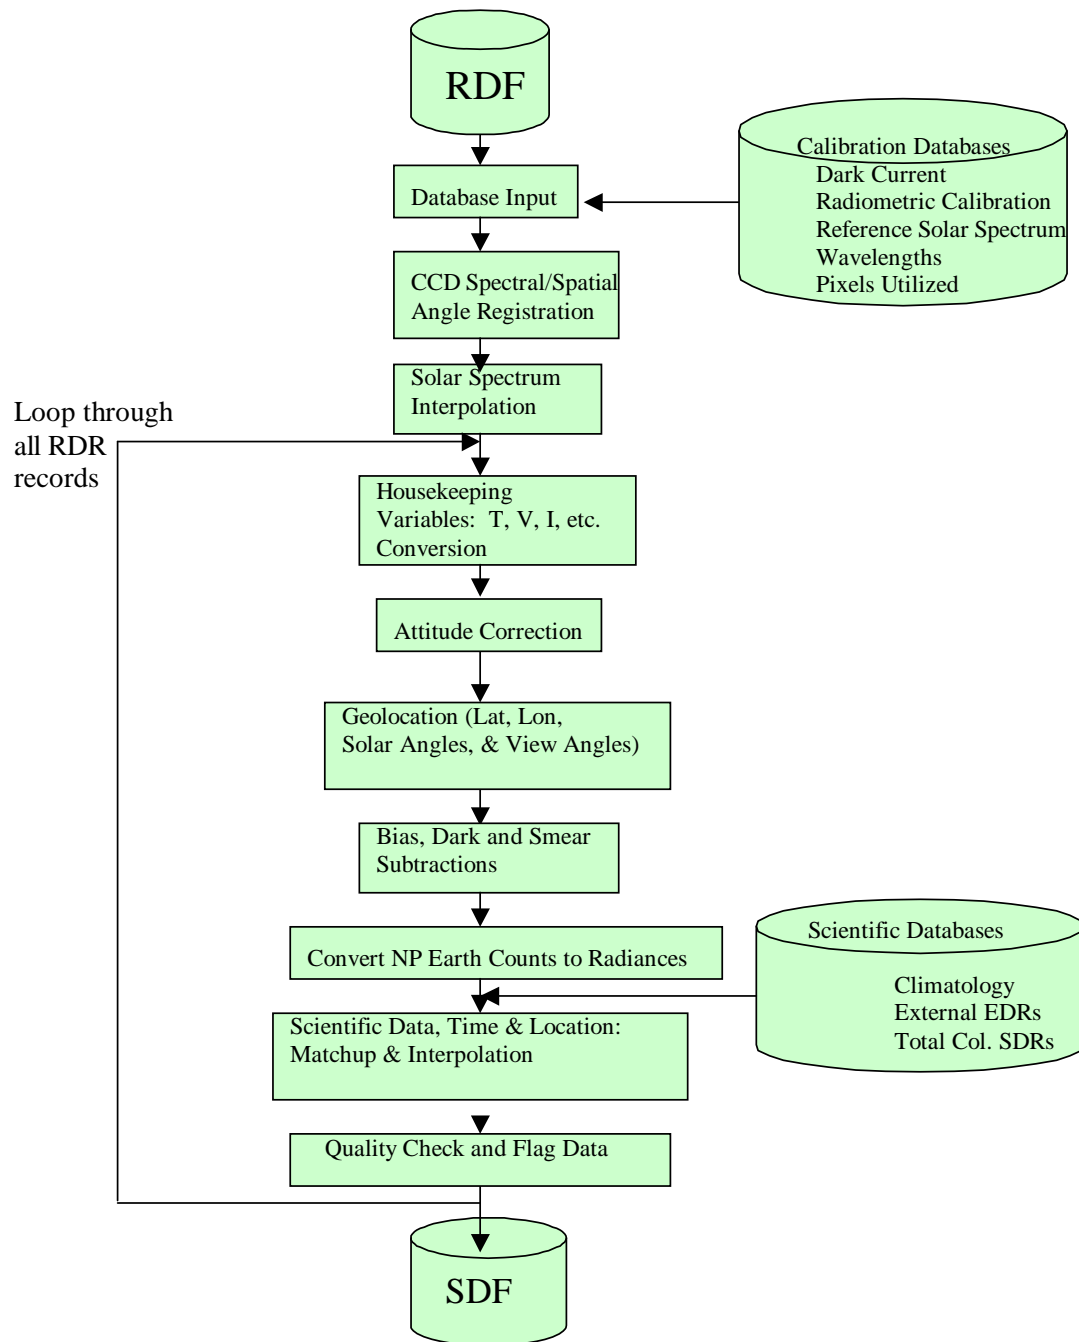 RDF
Calibration Databases
Dark Current
Radiometric Calibration
Reference Solar Spectrum
Wavelengths
Pixels Utilized
Database Input
CCD Spectral/Spatial
Angle Registration
Solar Spectrum
Interpolation
Loop through
all RDR
records
Housekeeping
Variables: T, V, I, etc.
Conversion
Attitude Correction
Geolocation (Lat, Lon,
Solar Angles, & View Angles)
Bias, Dark and Smear
Subtractions
Convert NP Earth Counts to Radiances
Scientific Databases
Climatology
External EDRs
Total Col. SDRs
Scientific Data, Time & Location:
Matchup & Interpolation
Quality Check and Flag Data
SDF